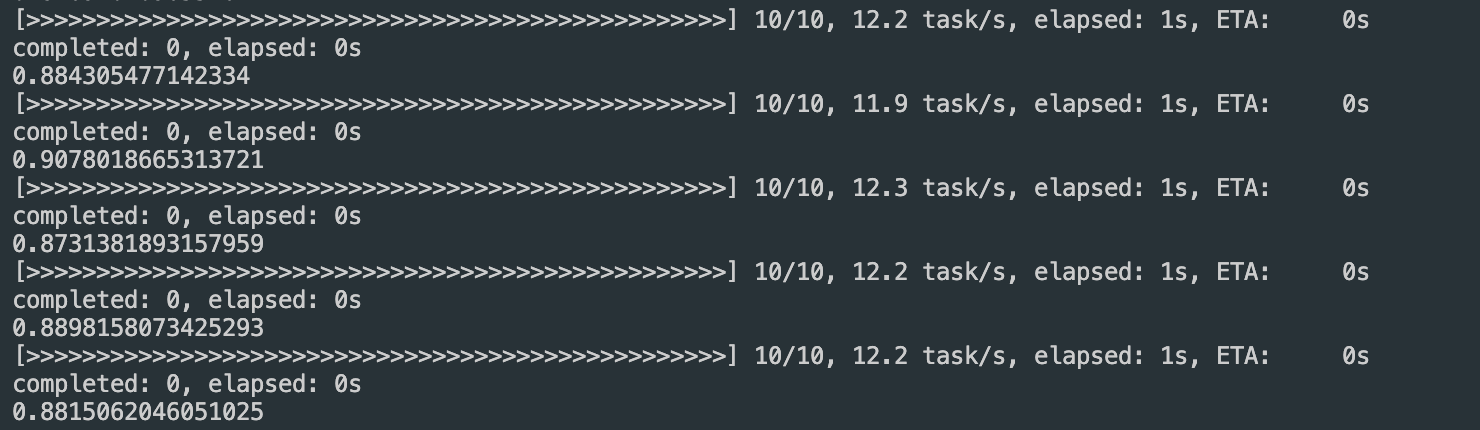 [>>>>>>>>>>>>>>>>>>>>>>>>>>>>>>>>>>>>>>>>>>>>>>>>>>] 10/10, 12.2 task/s, elapsed: 1s, ETA:     0s
completed: 0, elapsed: 0s
0.884305477142334
[>>>>>>>>>>>>>>>>>>>>>>>>>>>>>>>>>>>>>>>>>>>>>>>>>>] 10/10, 11.9 task/s, elapsed: 1s, ETA:     0s
completed: 0, elapsed: 0s
0.9078018665313721
[>>>>>>>>>>>>>>>>>>>>>>>>>>>>>>>>>>>>>>>>>>>>>>>>>>] 10/10, 12.3 task/s, elapsed: 1s, ETA:     0s
completed: 0, elapsed: 0s
0.8731381893157959
[>>>>>>>>>>>>>>>>>>>>>>>>>>>>>>>>>>>>>>>>>>>>>>>>>>] 10/10, 12.2 task/s, elapsed: 1s, ETA:     0s
completed: 0, elapsed: 0s
0.8898158073425293
[>>>>>>>>>>>>>>>>>>>>>>>>>>>>>>>>>>>>>>>>>>>>>>>>>>] 10/10, 12.2 task/s, elapsed: 1s, ETA:     0s
completed: 0, elapsed: 0s
0.8815062046051025